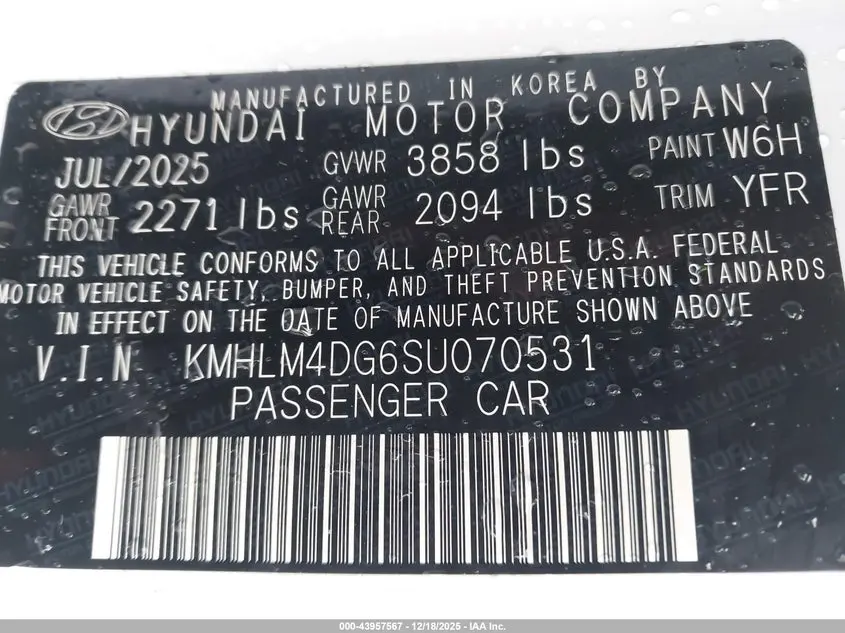 MANUFACTURED IN KOREA BY
HYUNDAI MOTOR COMPANY
JUL/2025 GVWR 3858 lbs PAINT W6H
GAWR FRONT 2271 lbs GAWR REAR 2094 lbs TRIM YFR
THIS VEHICLE CONFORMS TO ALL APPLICABLE U.S.A. FEDERAL
MOTOR VEHICLE SAFETY, BUMPER, AND THEFT PREVENTION STANDARDS
IN EFFECT ON THE DATE OF MANUFACTURE SHOWN ABOVE
V.I.N KMHLM4DG6SU070531
PASSENGER CAR
000-43957567 - 12/18/2025 - IAA Inc.